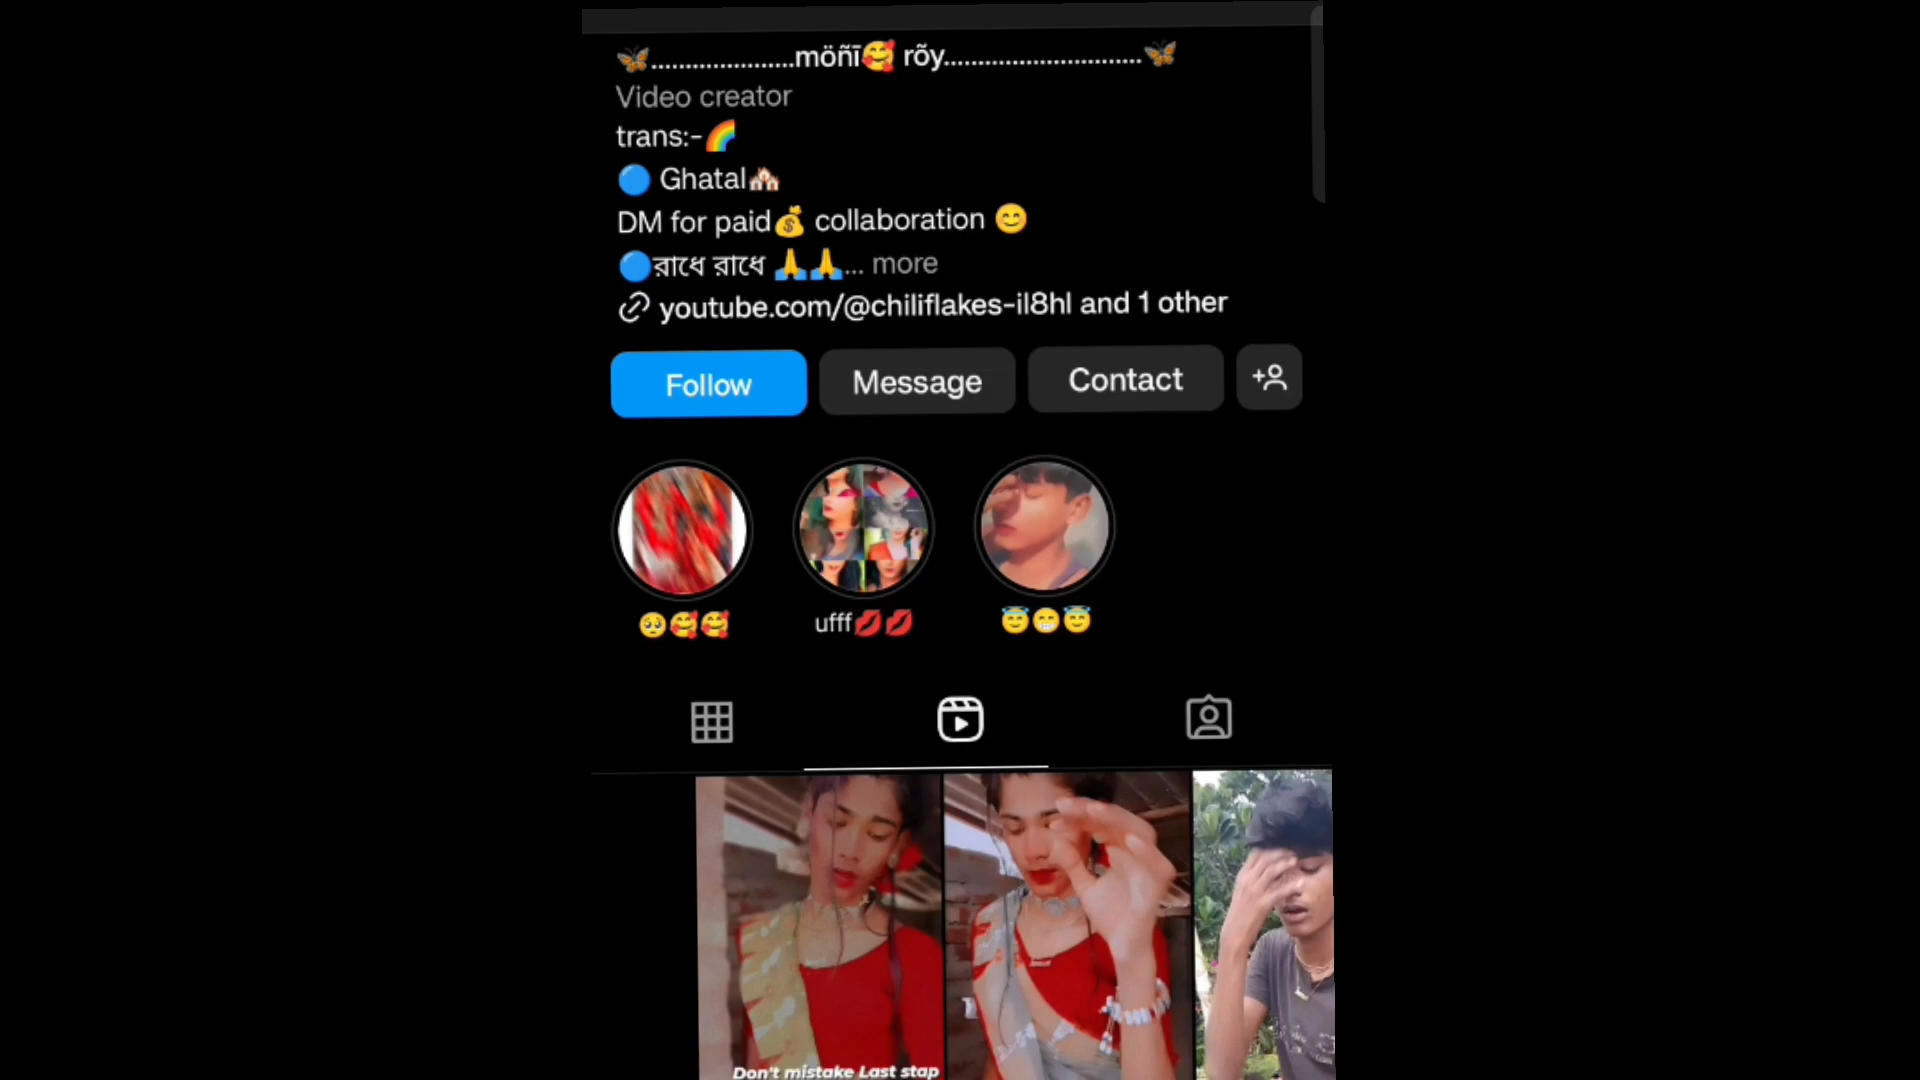 🦋.....................möñī🥰 rõy.............................🦋
Video creator
trans:-🌈
🔵 Ghatal🏘️
DM for paid💰 collaboration 😊
🔵রাধে রাধে 🙏🙏... more
youtube.com/@chiliflakes-il8hl and 1 other
Follow Message Contact
🥺🥰🥰 ufff💋💋 😇😁😇
Don't mistake Last stap